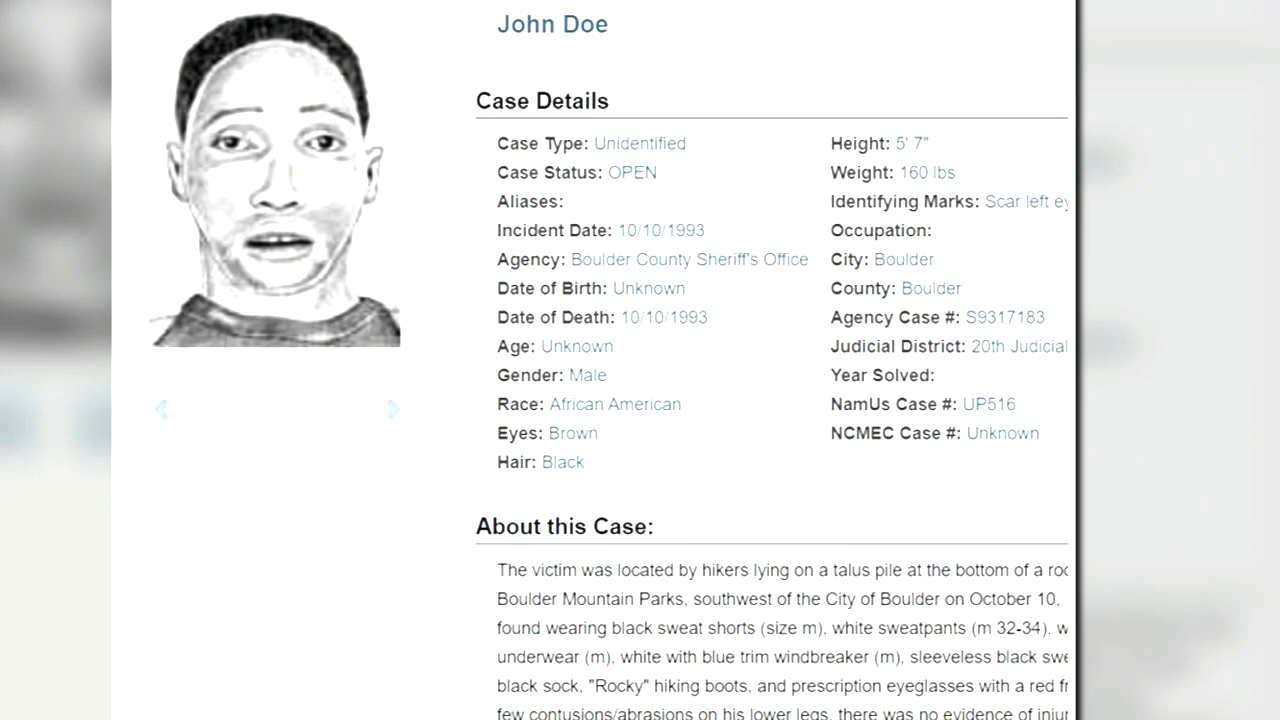 John Doe
Case Details
Case Type: Unidentified
Case Status: OPEN
Aliases:
Incident Date: 10/10/1993
Agency: Boulder County Sheriff's Office
Date of Birth: Unknown
Date of Death: 10/10/1993
Age: Unknown
Gender: Male
Race: African American
Eyes: Brown
Hair: Black
Height: 5' 7"
Weight: 160 lbs
Identifying Marks: Scar left
Occupation:
City: Boulder
County: Boulder
Agency Case #: S9317183
Judicial District: 20th Judicial
Year Solved:
NamUs Case #: UP516
NCMEC Case #: Unknown
About this Case:
The victim was located by hikers lying on a talus pile at the bottom of a
Boulder Mountain Parks, southwest of the City of Boulder on October 10,
found wearing black sweat shorts (size m), white sweatpants (m 32-34),
underwear (m), white with blue trim windbreaker (m), sleeveless black
black sock, "Rocky" hiking boots, and prescription eyeglasses with a red
few contusions/abrasions on his lower legs, there was no evidence of